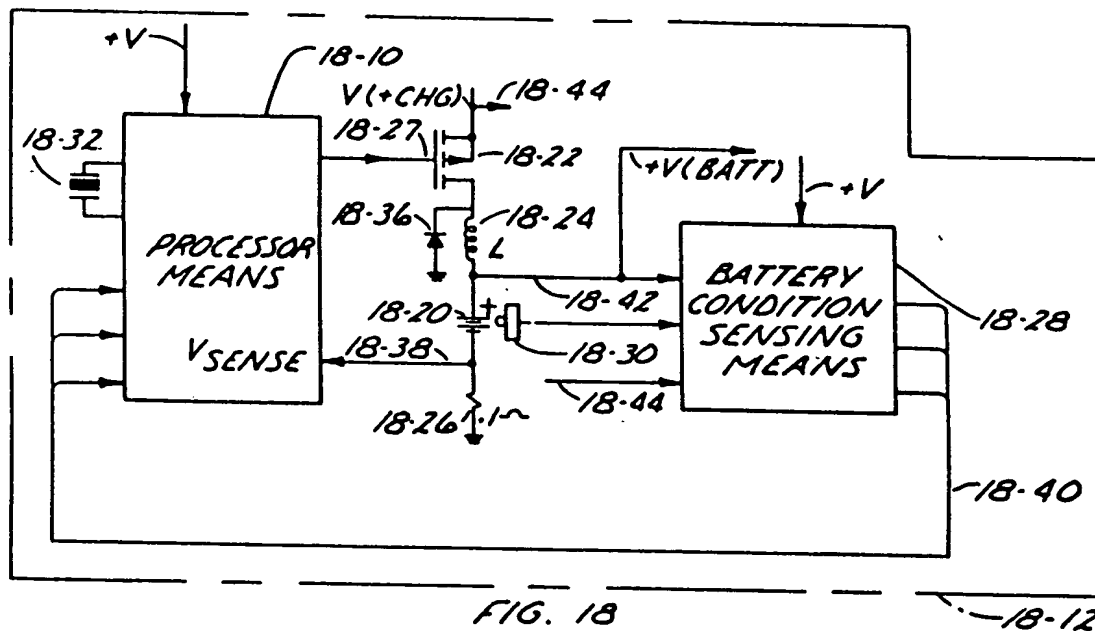 +V
18-10
V(+CHG)
18-44
18-32
18-27
18-22
+V(BATT)
+V
18-36
18-24
L
PROCESSOR
MEANS
BATTERY
CONDITION
SENSING
MEANS
18-42
18-20
+
18-28
18-38
18-30
VSENSE
18-44
18-26
.1~
18-40
FIG. 18
18-12